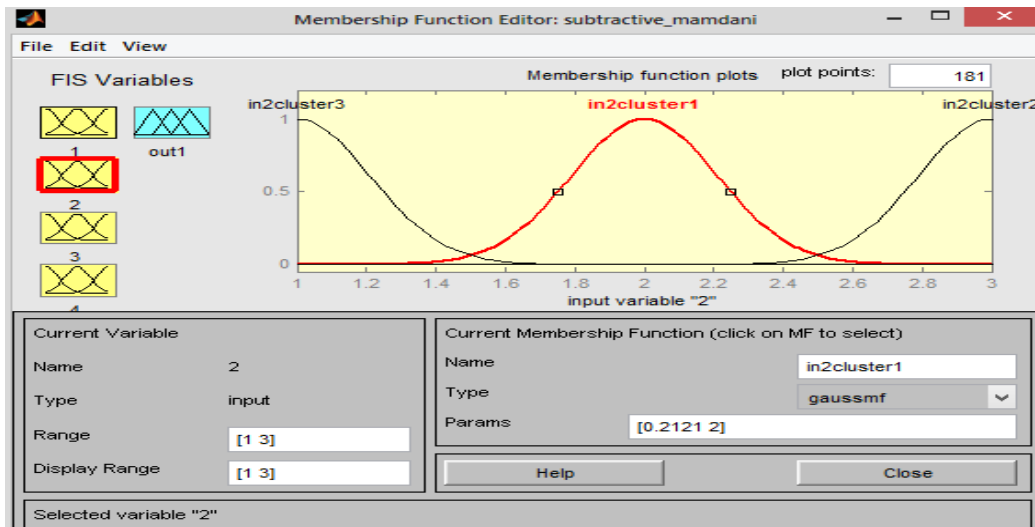 Membership Function Editor: subtractive_mamdani
File Edit View
FIS Variables
1
out1
2
3
4
Membership function plots
plot points:
181
in2cluster3
in2cluster1
in2cluster2
1
0.5
0
1 1.2 1.4 1.6 1.8 2 2.2 2.4 2.6 2.8 3
input variable "2"
Current Variable
Name 2
Type input
Range [1 3]
Display Range [1 3]
Current Membership Function (click on MF to select)
Name in2cluster1
Type gaussmf
Params [0.2121 2]
Help Close
Selected variable "2"